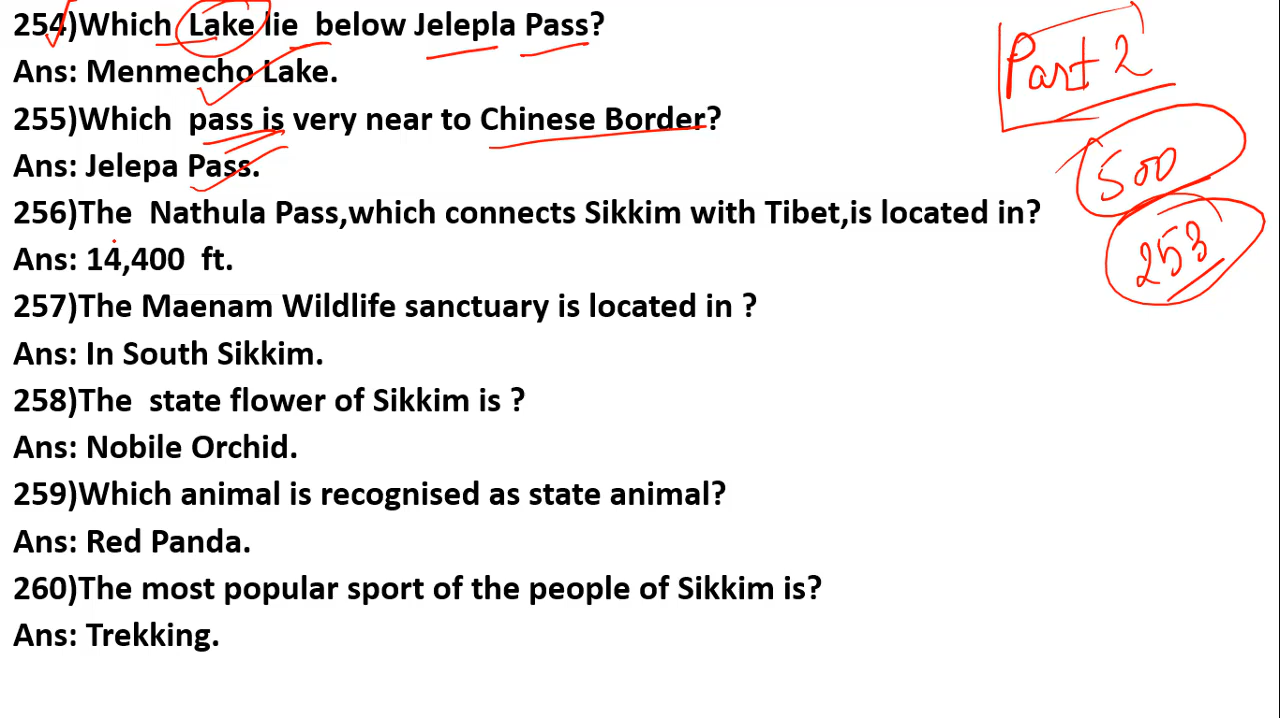 254)Which Lake lie below Jelepla Pass?
Ans: Menmecho Lake.
255)Which pass is very near to Chinese Border?
Ans: Jelepa Pass.
256)The Nathula Pass,which connects Sikkim with Tibet,is located in?
Ans: 14,400 ft.
257)The Maenam Wildlife sanctuary is located in ?
Ans: In South Sikkim.
258)The state flower of Sikkim is ?
Ans: Nobile Orchid.
259)Which animal is recognised as state animal?
Ans: Red Panda.
260)The most popular sport of the people of Sikkim is?
Ans: Trekking.
Part 2
500
253